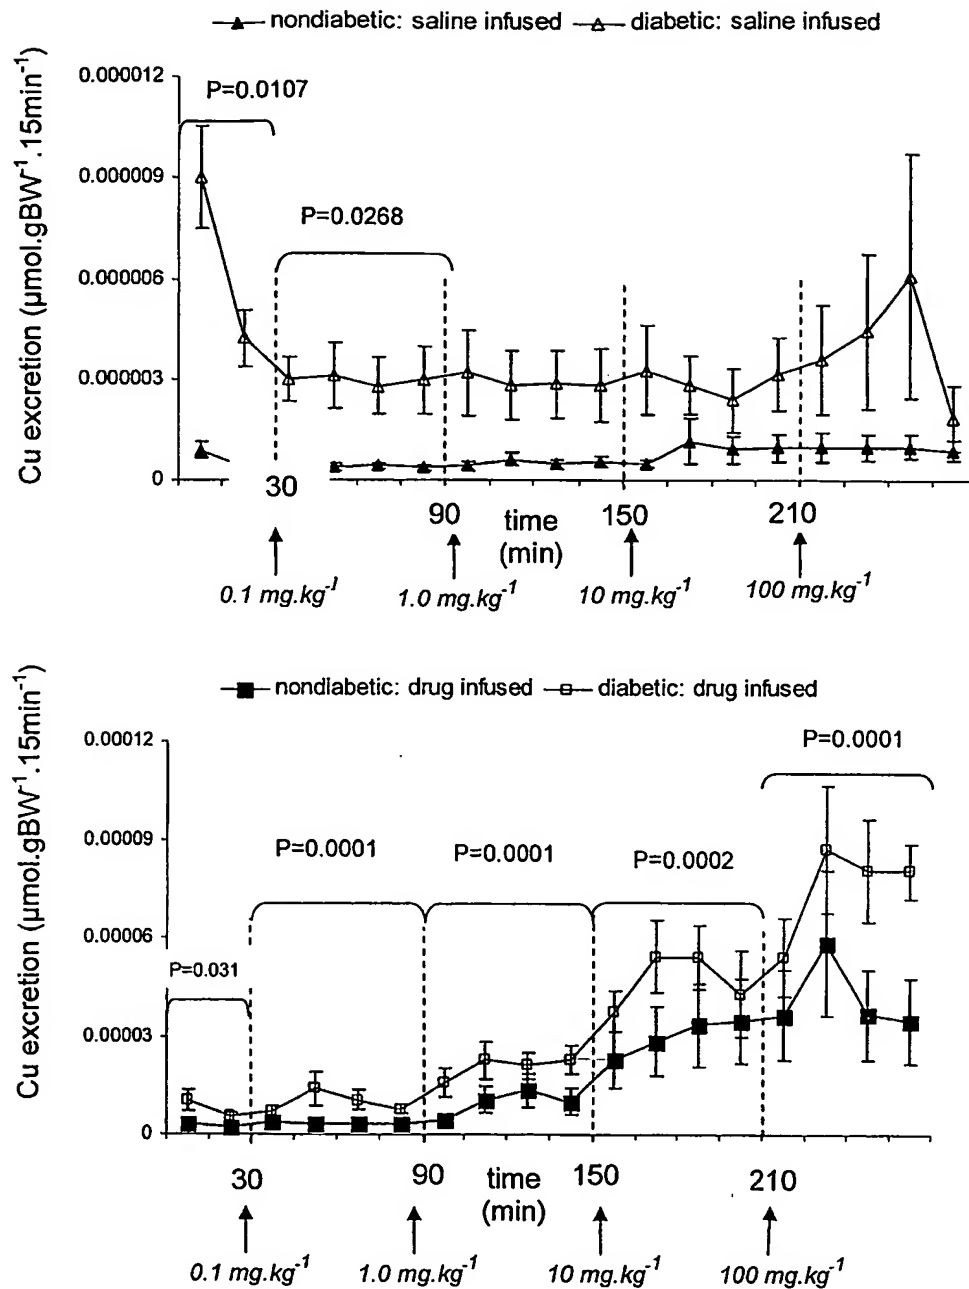 nondiabetic: saline infused diabetic: saline infused
Cu excretion (µmol.gBW⁻¹.15min⁻¹)
0.000012
P=0.0107
0.000009
P=0.0268
0.000006
0.000003
0
30
90
time
(min)
150
210
0.1 mg.kg⁻¹
1.0 mg.kg⁻¹
10 mg.kg⁻¹
100 mg.kg⁻¹
nondiabetic: drug infused diabetic: drug infused
Cu excretion (µmol.gBW⁻¹.15min⁻¹)
0.00012
P=0.0001
0.00009
P=0.0001
P=0.0001
P=0.0002
0.00006
P=0.031
0.00003
0
30
90
time
(min)
150
210
0.1 mg.kg⁻¹
1.0 mg.kg⁻¹
10 mg.kg⁻¹
100 mg.kg⁻¹